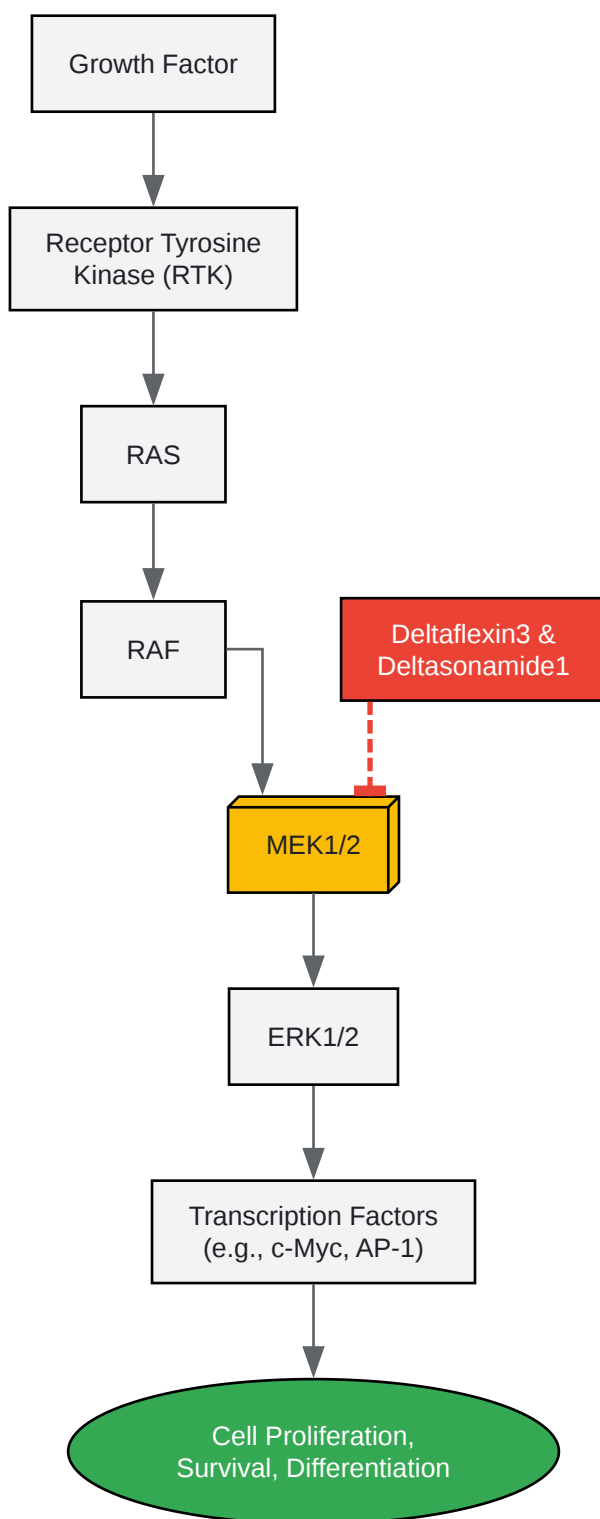 Growth Factor
Receptor Tyrosine
Kinase (RTK)
RAS
RAF
Deltaflexin3 &
Deltasonamide1
MEK1/2
ERK1/2
Transcription Factors
(e.g., c-Myc, AP-1)
Cell Proliferation,
Survival, Differentiation